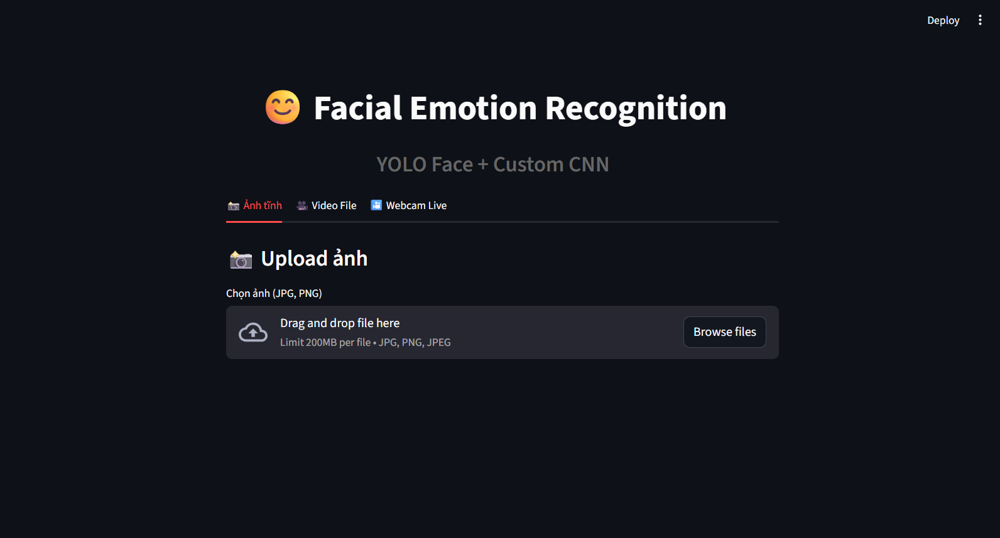 Deploy
Facial Emotion Recognition
YOLO Face + Custom CNN
Ảnh tĩnh
Video File
Webcam Live
Upload ảnh
Chọn ảnh (JPG, PNG)
Drag and drop file here
Limit 200MB per file • JPG, PNG, JPEG
Browse files